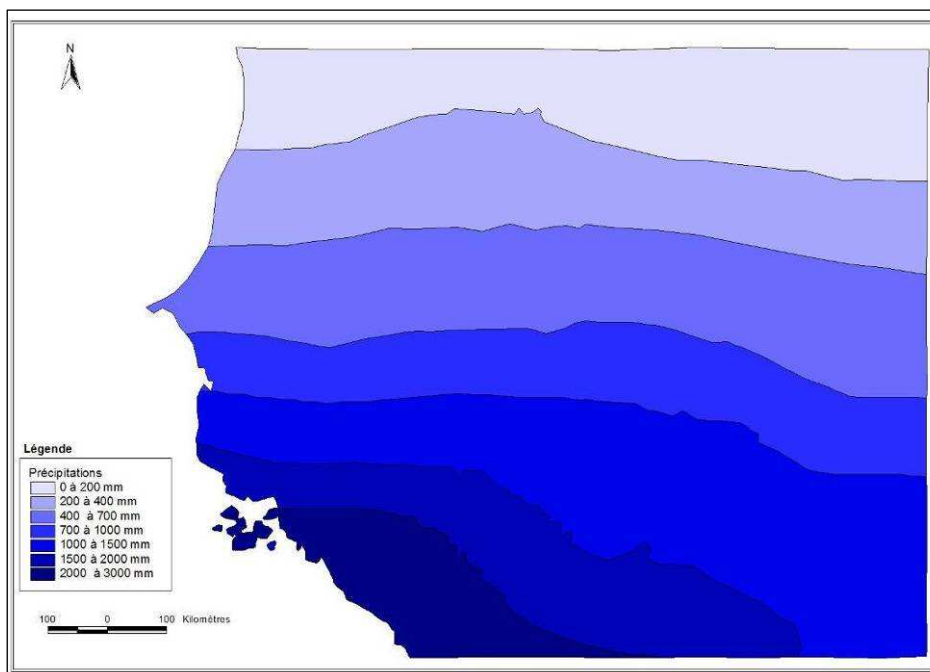 N
Légende
Précipitations
0 à 200 mm
200 à 400 mm
400 à 700 mm
700 à 1000 mm
1000 à 1500 mm
1500 à 2000 mm
2000 à 3000 mm
100 0 100 Kilomètres